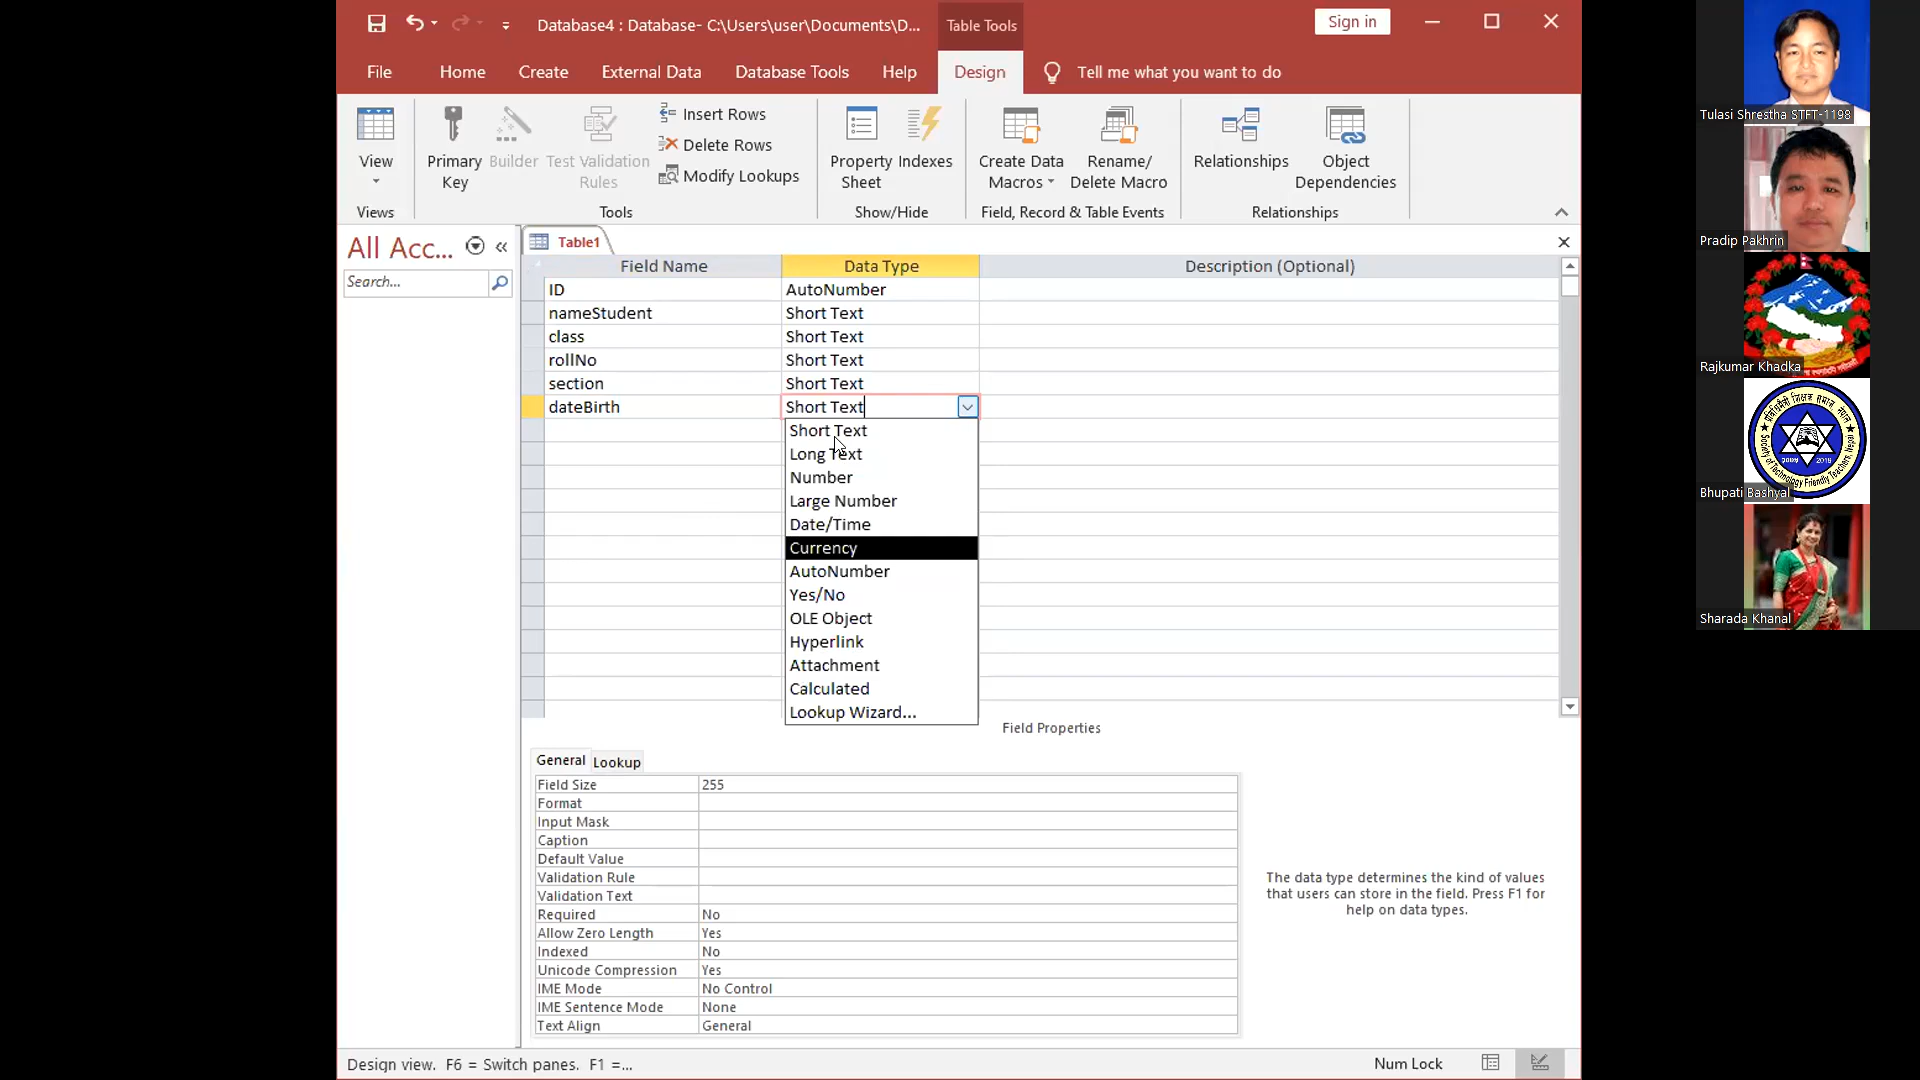 Database4 : Database- C:\Users\user\Documents\D...
Table Tools
Sign in
File
Home
Create
External Data
Database Tools
Help
Design
Tell me what you want to do
View
Primary
Key
Builder
Test Validation
Rules
Insert Rows
Delete Rows
Modify Lookups
Property
Sheet
Indexes
Create Data
Macros
Rename/
Delete Macro
Relationships
Object
Dependencies
Views
Tools
Show/Hide
Field, Record & Table Events
Relationships
All Acc...
Search...
Table1
Field Name
Data Type
Description (Optional)
ID
AutoNumber
nameStudent
Short Text
class
Short Text
rollNo
Short Text
section
Short Text
dateBirth
Short Text
Short Text
Long Text
Number
Large Number
Date/Time
Currency
AutoNumber
Yes/No
OLE Object
Hyperlink
Attachment
Calculated
Lookup Wizard...
Field Properties
General
Lookup
Field Size
255
Format
Input Mask
Caption
Default Value
Validation Rule
Validation Text
Required
No
Allow Zero Length
Yes
Indexed
No
Unicode Compression
Yes
IME Mode
No Control
IME Sentence Mode
None
Text Align
General
The data type determines the kind of values
that users can store in the field. Press F1 for
help on data types.
Design view. F6 = Switch panes. F1 =...
Num Lock
Tulasi Shrestha STFT-1198
Pradip Pakhrin
Rajkumar Khadka
Society of Technology Friendly Teachers, Nepal
Bhupati Bashyal
Sharada Khanal